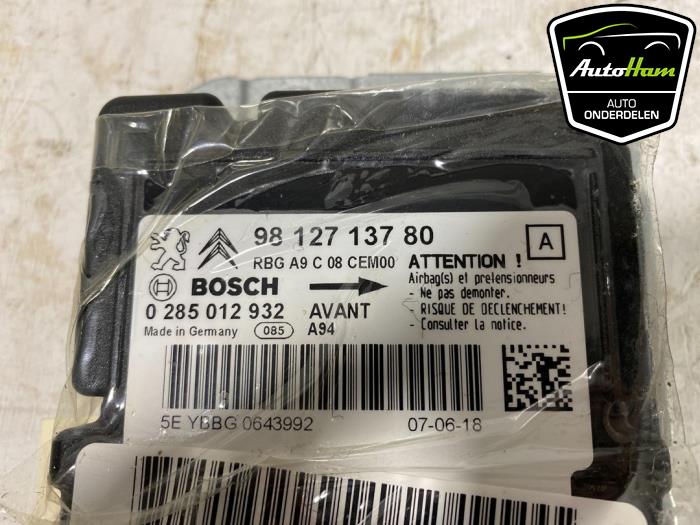 AutoHam
AUTO
ONDERDELEN
98 127 137 80
A
RBG A9 C 08 CEM00
ATTENTION !
Airbag(s) et pretensionneurs
- Ne pas demonter.
- RISQUE DE DECLENCHEMENT!
- Consulter la notice.
BOSCH
0 285 012 932
AVANT
Made in Germany
085
A94
5E YBBG 0643992
07-06-18